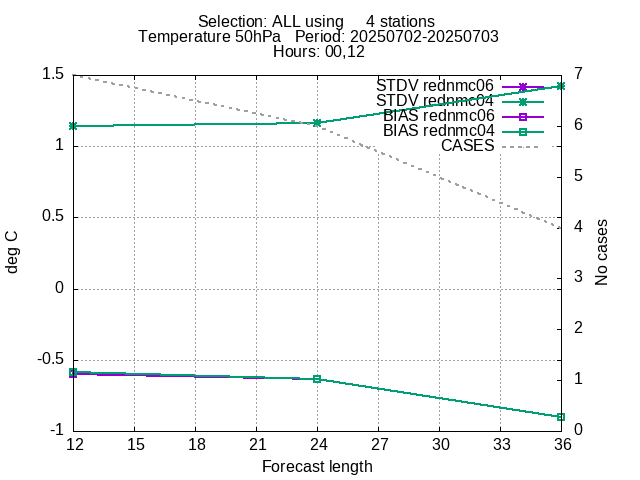 Selection: ALL using     4 stations
Temperature 50hPa   Period: 20250702-20250703
Hours: 00,12
STDV rednmc06
STDV rednmc04
BIAS rednmc06
BIAS rednmc04
CASES
deg C
1.5
1
0.5
0
-0.5
-1
No cases
7
6
5
4
3
2
1
0
12 15 18 21 24 27 30 33 36
Forecast length